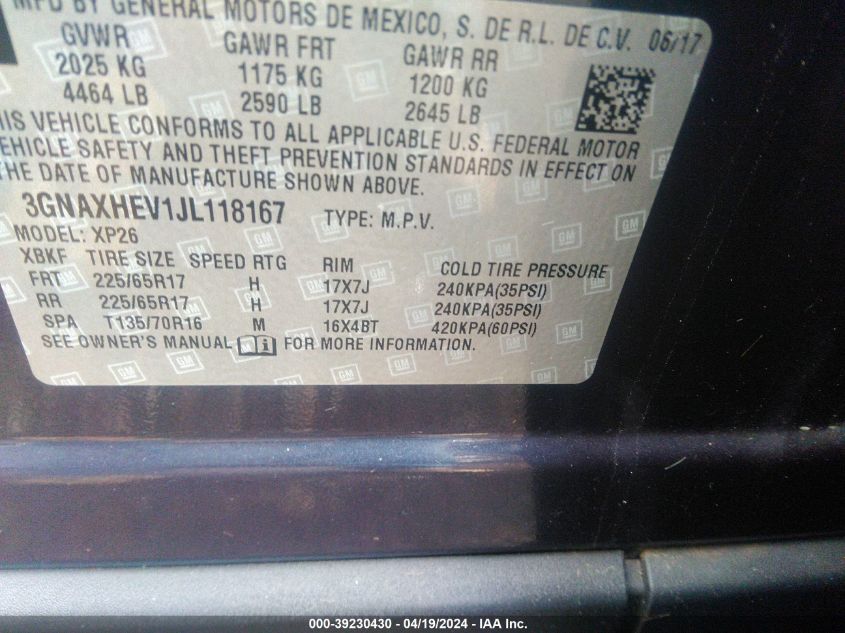 MFD BY GENERAL MOTORS DE MEXICO, S. DE R.L. DE C.V. 06/17
GVWR GAWR FRT GAWR RR
2025 KG 1175 KG 1200 KG
4464 LB 2590 LB 2645 LB
THIS VEHICLE CONFORMS TO ALL APPLICABLE U.S. FEDERAL MOTOR
VEHICLE SAFETY AND THEFT PREVENTION STANDARDS IN EFFECT ON
THE DATE OF MANUFACTURE SHOWN ABOVE.
3GNAXHEV1JL118167 TYPE: M.P.V.
MODEL: XP26
XBKF TIRE SIZE SPEED RTG RIM COLD TIRE PRESSURE
FRT 225/65R17 H 17X7J 240KPA(35PSI)
RR 225/65R17 H 17X7J 240KPA(35PSI)
SPA T135/70R16 M 16X4BT 420KPA(60PSI)
SEE OWNER'S MANUAL FOR MORE INFORMATION.
000-39230430 - 04/19/2024 - IAA Inc.